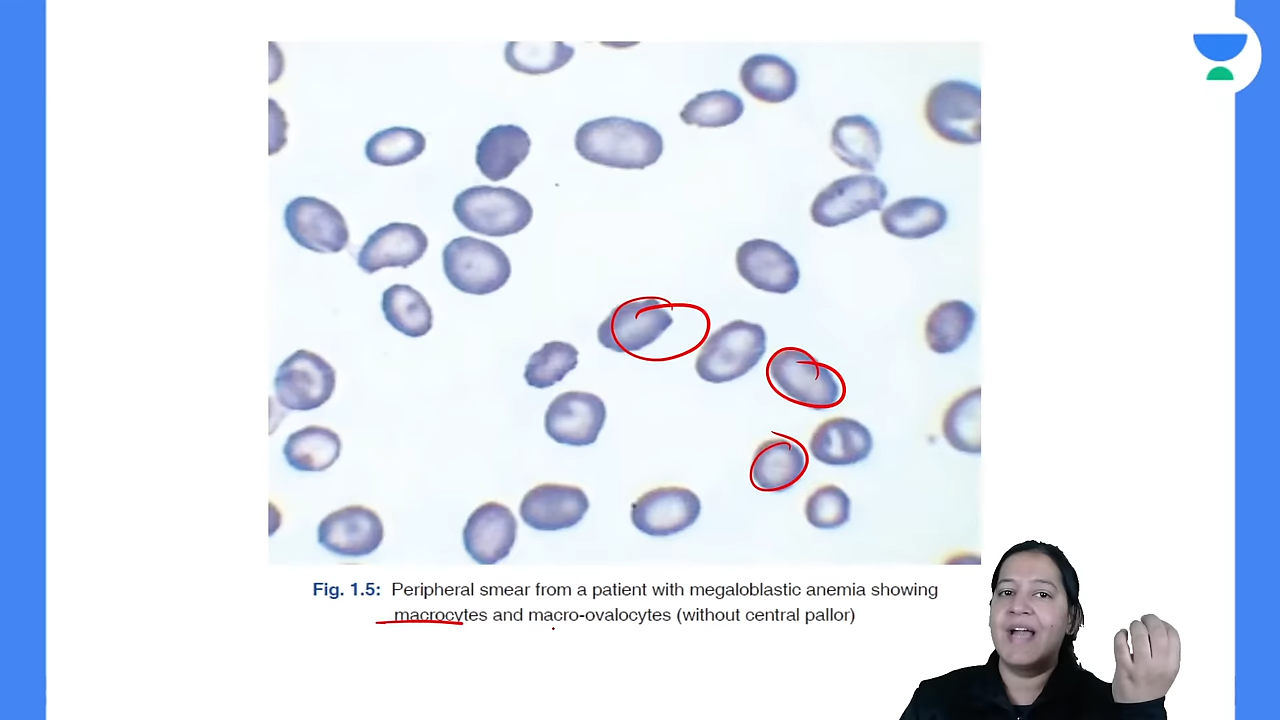 Fig. 1.5: Peripheral smear from a patient with megaloblastic anemia showing
macrocytes and macro-ovalocytes (without central pallor)